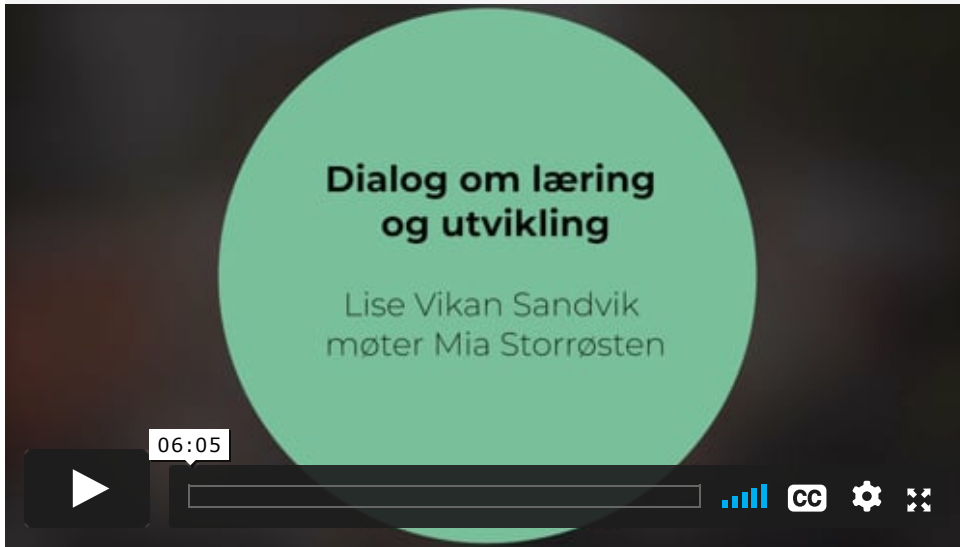 Dialog om læring
og utvikling
Lise Vikan Sandvik
møter Mia Storrøsten
06:05
CC